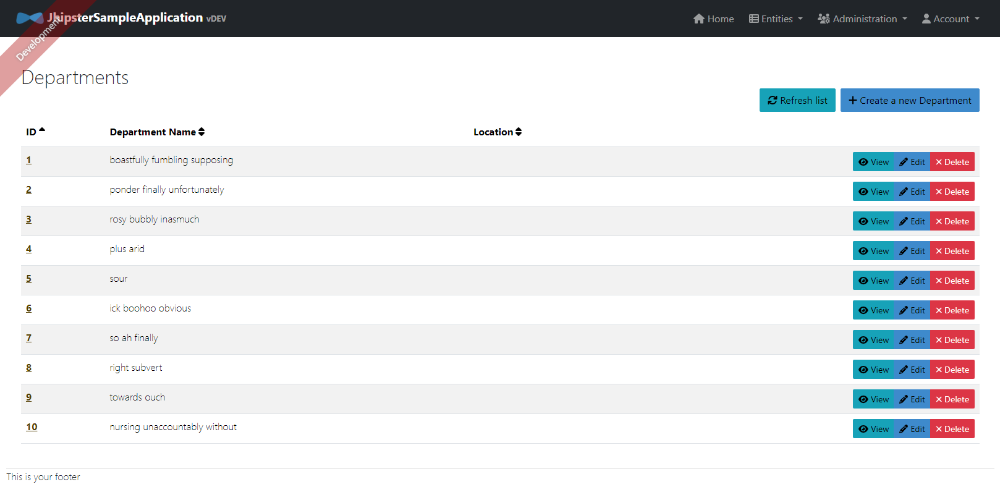 JhipsterSampleApplication vDEV Home Entities Administration Account
Development
Departments
Refresh list Create a new Department
ID Department Name Location
1 boastfully fumbling supposing View Edit Delete
2 ponder finally unfortunately View Edit Delete
3 rosy bubbly inasmuch View Edit Delete
4 plus arid View Edit Delete
5 sour View Edit Delete
6 ick boohoo obvious View Edit Delete
7 so ah finally View Edit Delete
8 right subvert View Edit Delete
9 towards ouch View Edit Delete
10 nursing unaccountably without View Edit Delete
This is your footer